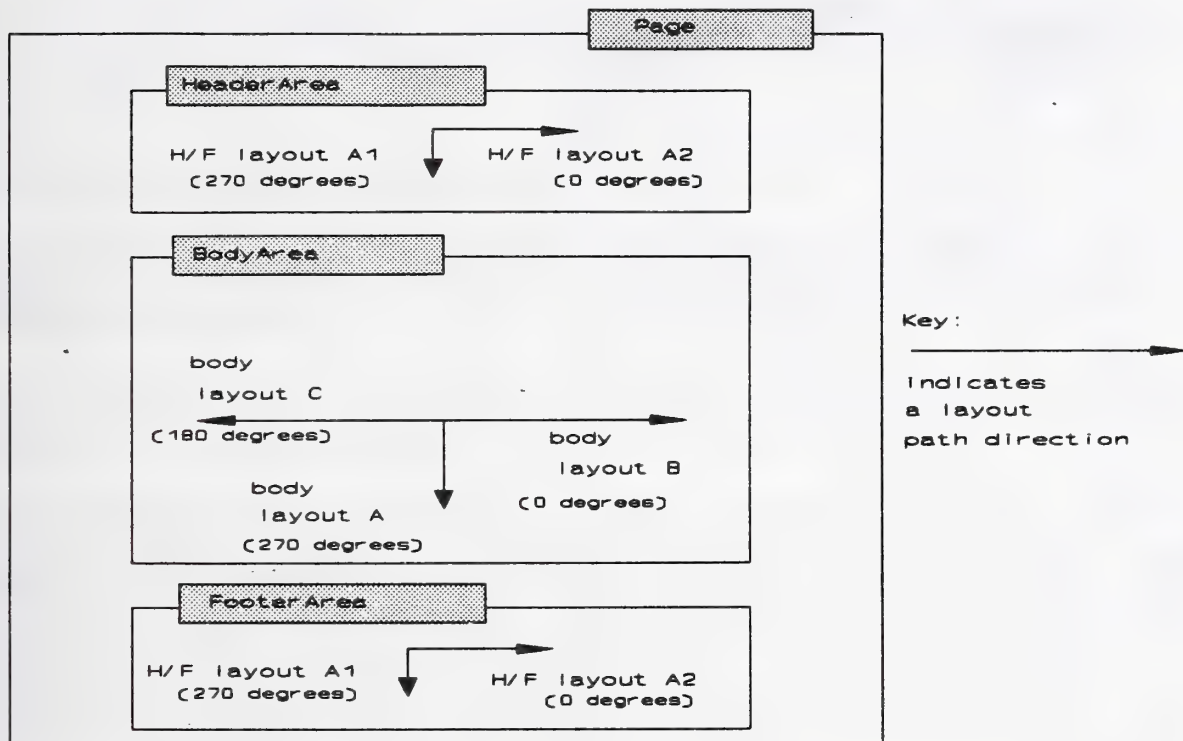 Page
HeaderArea
H/F layout A1
(270 degrees)
H/F layout A2
(0 degrees)
BodyArea
body
layout C
(180 degrees)
body
layout B
(0 degrees)
body
layout A
(270 degrees)
FooterArea
H/F layout A1
(270 degrees)
H/F layout A2
(0 degrees)
Key:
indicates
a layout
path direction